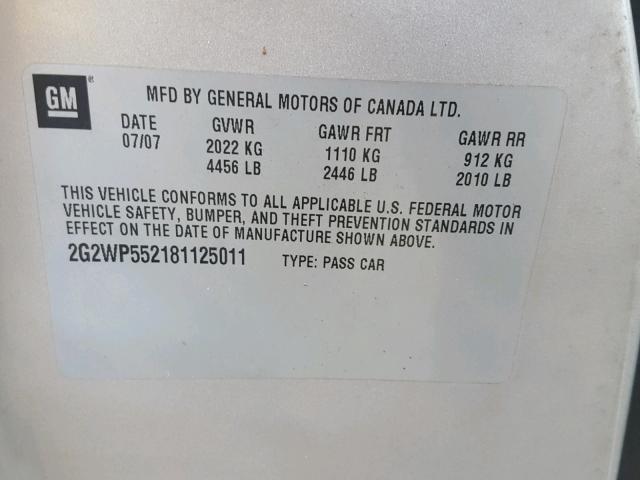 GM ®
MFD BY GENERAL MOTORS OF CANADA LTD.
DATE GVWR GAWR FRT GAWR RR
07/07 2022 KG 1110 KG 912 KG
4456 LB 2446 LB 2010 LB
THIS VEHICLE CONFORMS TO ALL APPLICABLE U.S. FEDERAL MOTOR
VEHICLE SAFETY, BUMPER, AND THEFT PREVENTION STANDARDS IN
EFFECT ON THE DATE OF MANUFACTURE SHOWN ABOVE.
2G2WP552181125011 TYPE: PASS CAR